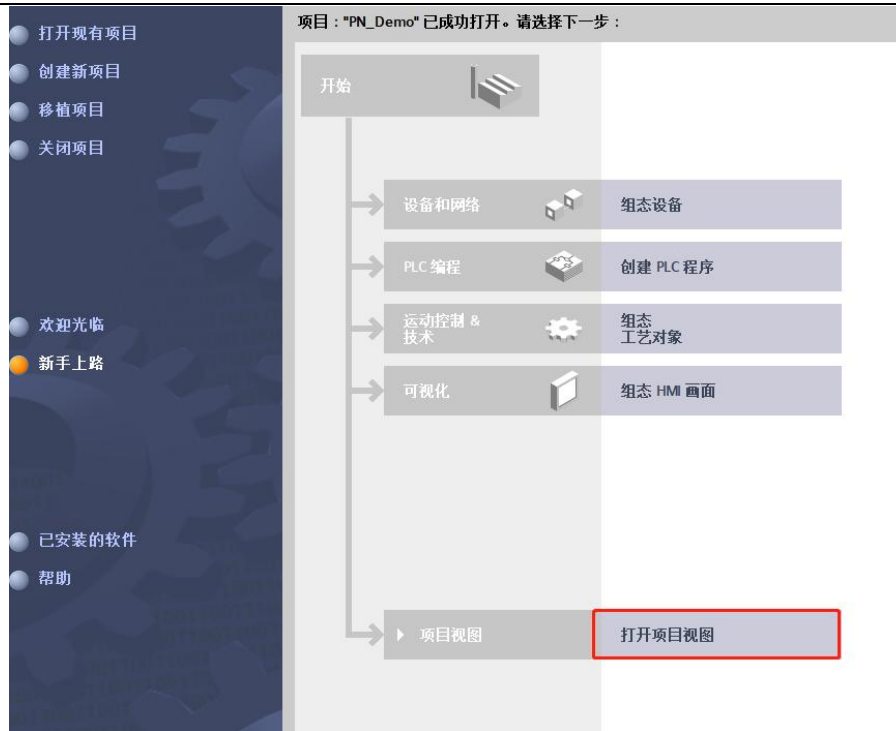 打开现有项目
创建新项目
移植项目
关闭项目
欢迎光临
新手上路
已安装的软件
帮助
项目："PN_Demo" 已成功打开。请选择下一步：
开始
设备和网络
组态设备
PLC 编程
创建 PLC 程序
运动控制 &
技术
组态
工艺对象
可视化
组态 HMI 画面
项目视图
打开项目视图